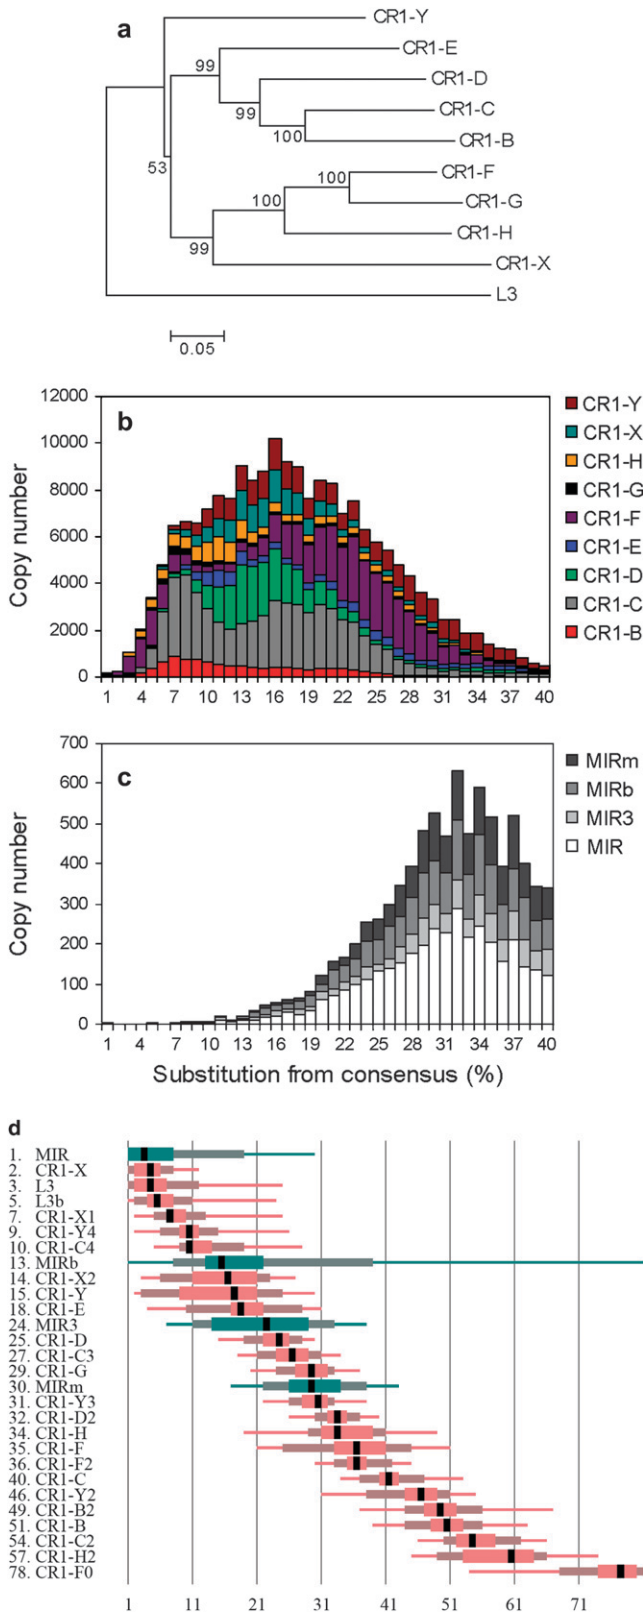 a
CR1-Y
CR1-E
99
CR1-D
CR1-C
99
100
CR1-B
53
CR1-F
100
CR1-G
100
CR1-H
99
CR1-X
L3
0.05
b
Copy number
12000
10000
8000
6000
4000
2000
0
1 4 7 10 13 16 19 22 25 28 31 34 37 40
CR1-Y
CR1-X
CR1-H
CR1-G
CR1-F
CR1-E
CR1-D
CR1-C
CR1-B
c
Copy number
700
600
500
400
300
200
100
0
1 4 7 10 13 16 19 22 25 28 31 34 37 40
Substitution from consensus (%)
MIRm
MIRb
MIR3
MIR
d
1. MIR
2. CR1-X
3. L3
5. L3b
7. CR1-X1
9. CR1-Y4
10. CR1-C4
13. MIRb
14. CR1-X2
15. CR1-Y
18. CR1-E
24. MIR3
25. CR1-D
27. CR1-C3
29. CR1-G
30. MIRm
31. CR1-Y3
32. CR1-D2
34. CR1-H
35. CR1-F
36. CR1-F2
40. CR1-C
46. CR1-Y2
49. CR1-B2
51. CR1-B
54. CR1-C2
57. CR1-H2
78. CR1-F0
1 11 21 31 41 51 61 71